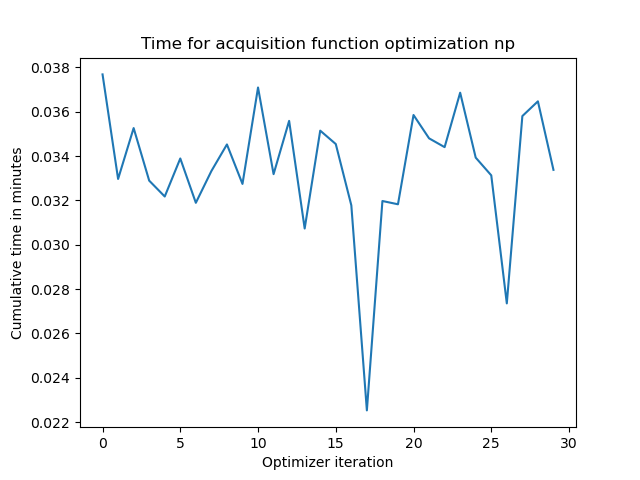 Time for acquisition function optimization np
Cumulative time in minutes
0.038
0.036
0.034
0.032
0.030
0.028
0.026
0.024
0.022
0 5 10 15 20 25 30
Optimizer iteration